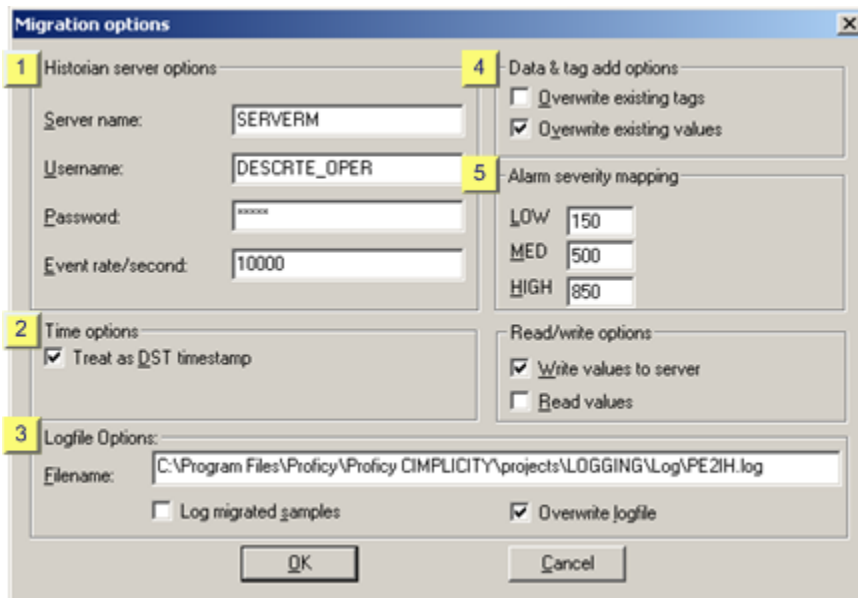 Migration options
1 Historian server options
Server name: SERVERM
Username: DESCRTE_OPER
Password: *****
Event rate/second: 10000
2 Time options
Treat as DST timestamp
3 Logfile Options:
Filename: C:\Program Files\Proficy\Proficy CIMPLICITY\projects\LOGGING\Log\PE2IH.log
Log migrated samples
Overwrite logfile
4 Data & tag add options
Overwrite existing tags
Overwrite existing values
5 Alarm severity mapping
LOW 150
MED 500
HIGH 850
Read/write options
Write values to server
Read values
OK
Cancel